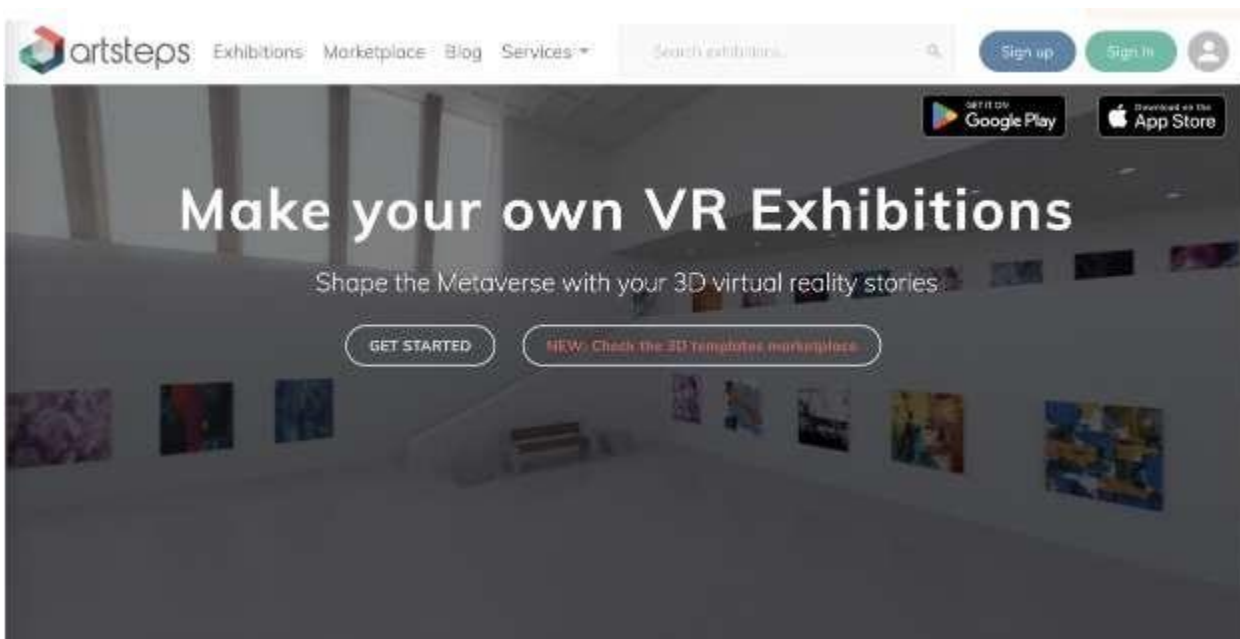 artsteps
Exhibitions
Marketplace
Blog
Services
Search exhibitions...
Sign up
Sign In
GET IT ON
Google Play
Download on the
App Store
Make your own VR Exhibitions
Shape the Metaverse with your 3D virtual reality stories
GET STARTED
NEW: Check the 3D templates marketplace